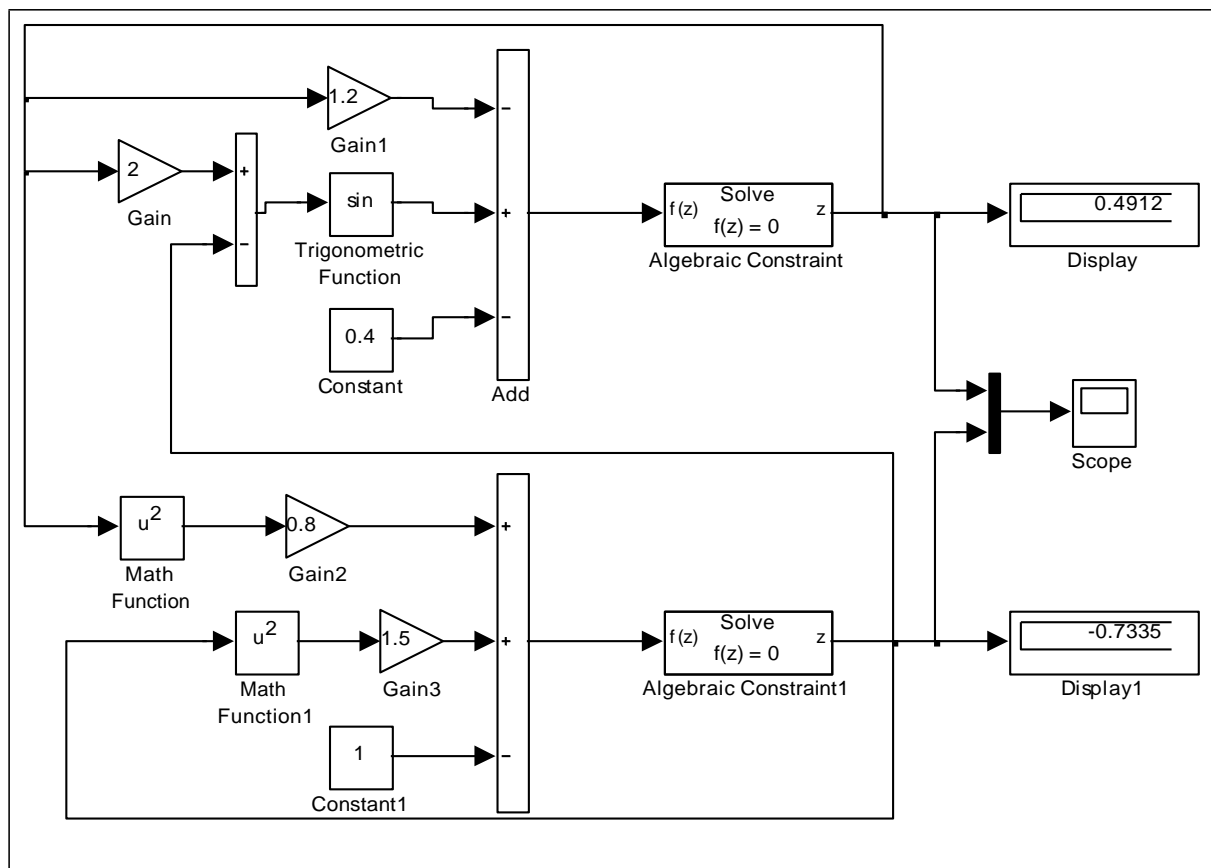 1.2
Gain1
2
Gain
+
−
sin
Trigonometric
Function
0.4
Constant
−
+
−
Add
f(z)
Solve
f(z) = 0
z
Algebraic Constraint
0.4912
Display
Scope
u2
Math
Function
0.8
Gain2
u2
Math
Function1
1.5
Gain3
1
Constant1
+
+
−
f(z)
Solve
f(z) = 0
z
Algebraic Constraint1
-0.7335
Display1